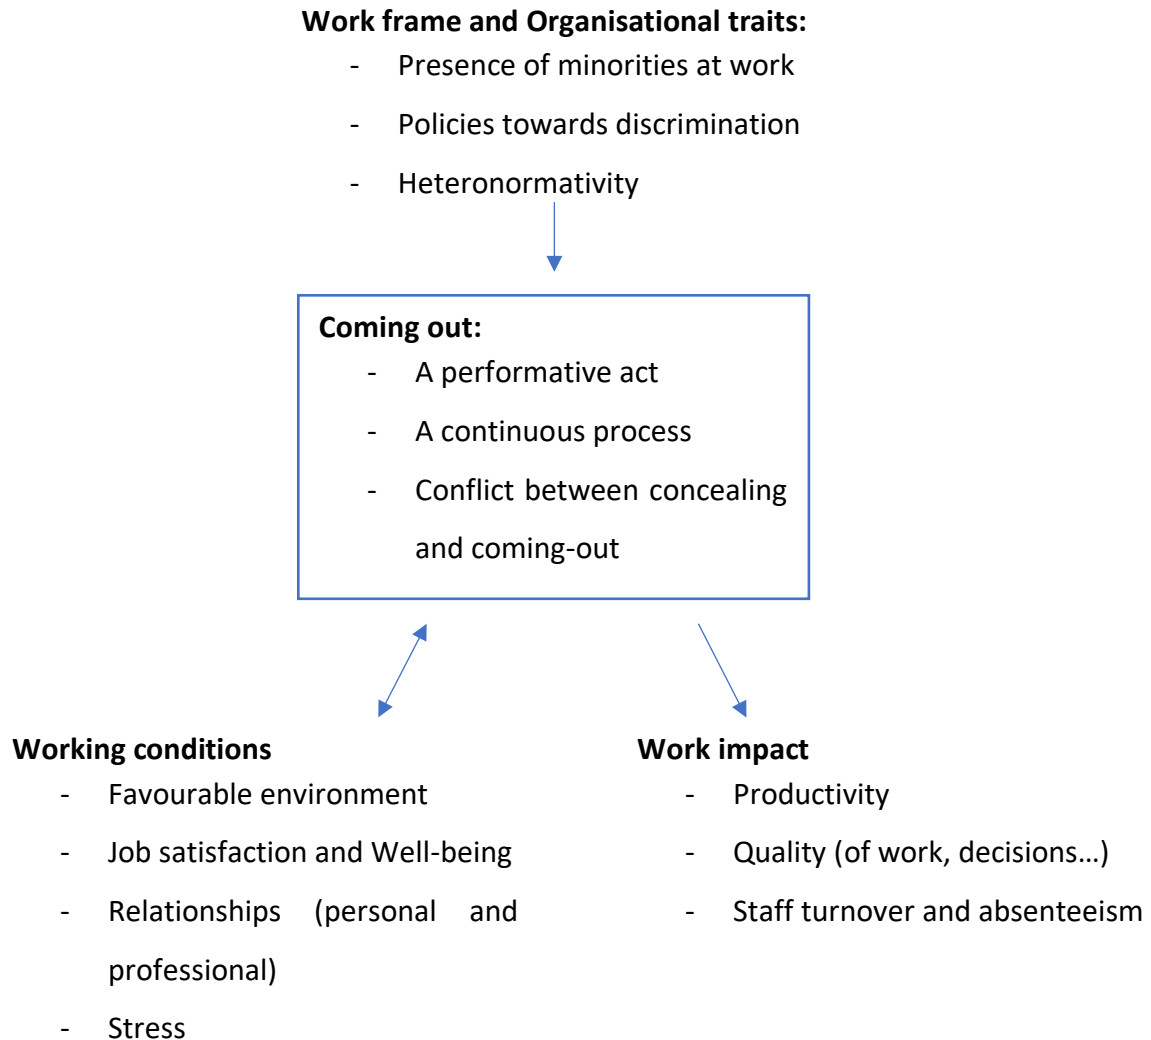 Work frame and Organisational traits:
- Presence of minorities at work
- Policies towards discrimination
- Heteronormativity
Coming out:
- A performative act
- A continuous process
- Conflict between concealing
and coming-out
Working conditions
- Favourable environment
- Job satisfaction and Well-being
- Relationships (personal and
professional)
- Stress
Work impact
- Productivity
- Quality (of work, decisions…)
- Staff turnover and absenteeism